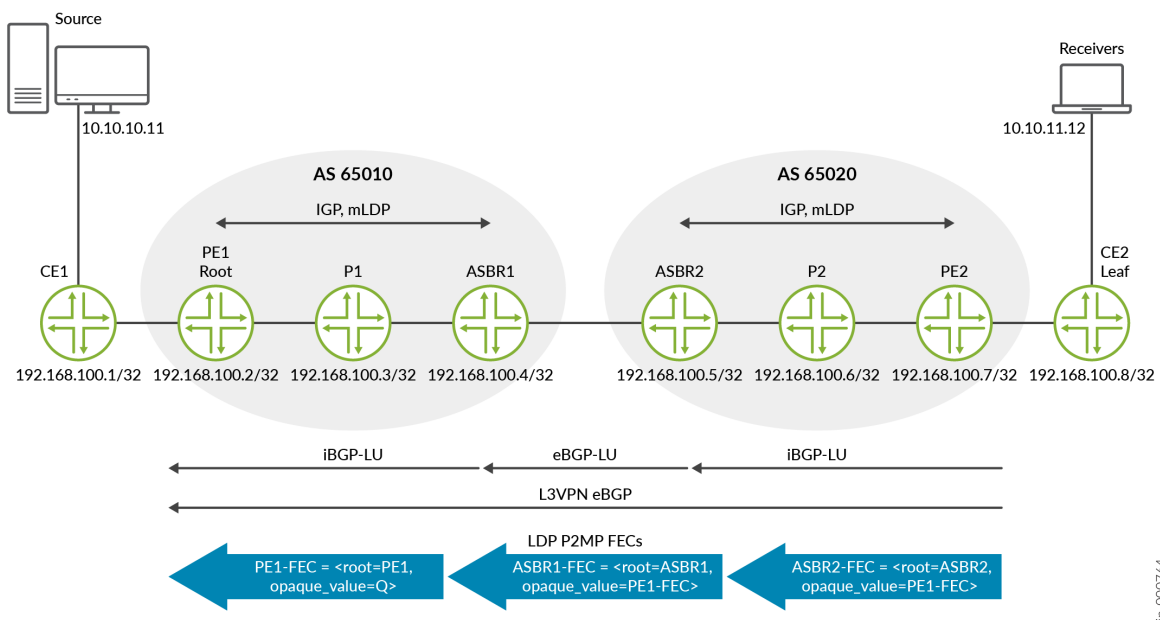 Source
Receivers
10.10.10.11
10.10.11.12
AS 65010
AS 65020
IGP, mLDP
IGP, mLDP
CE1
PE1
Root
P1
ASBR1
ASBR2
P2
PE2
CE2
Leaf
192.168.100.1/32
192.168.100.2/32
192.168.100.3/32
192.168.100.4/32
192.168.100.5/32
192.168.100.6/32
192.168.100.7/32
192.168.100.8/32
iBGP-LU
eBGP-LU
iBGP-LU
L3VPN eBGP
LDP P2MP FECs
PE1-FEC = <root=PE1,
opaque_value=Q>
ASBR1-FEC = <root=ASBR1,
opaque_value=PE1-FEC>
ASBR2-FEC = <root=ASBR2,
opaque_value=PE1-FEC>